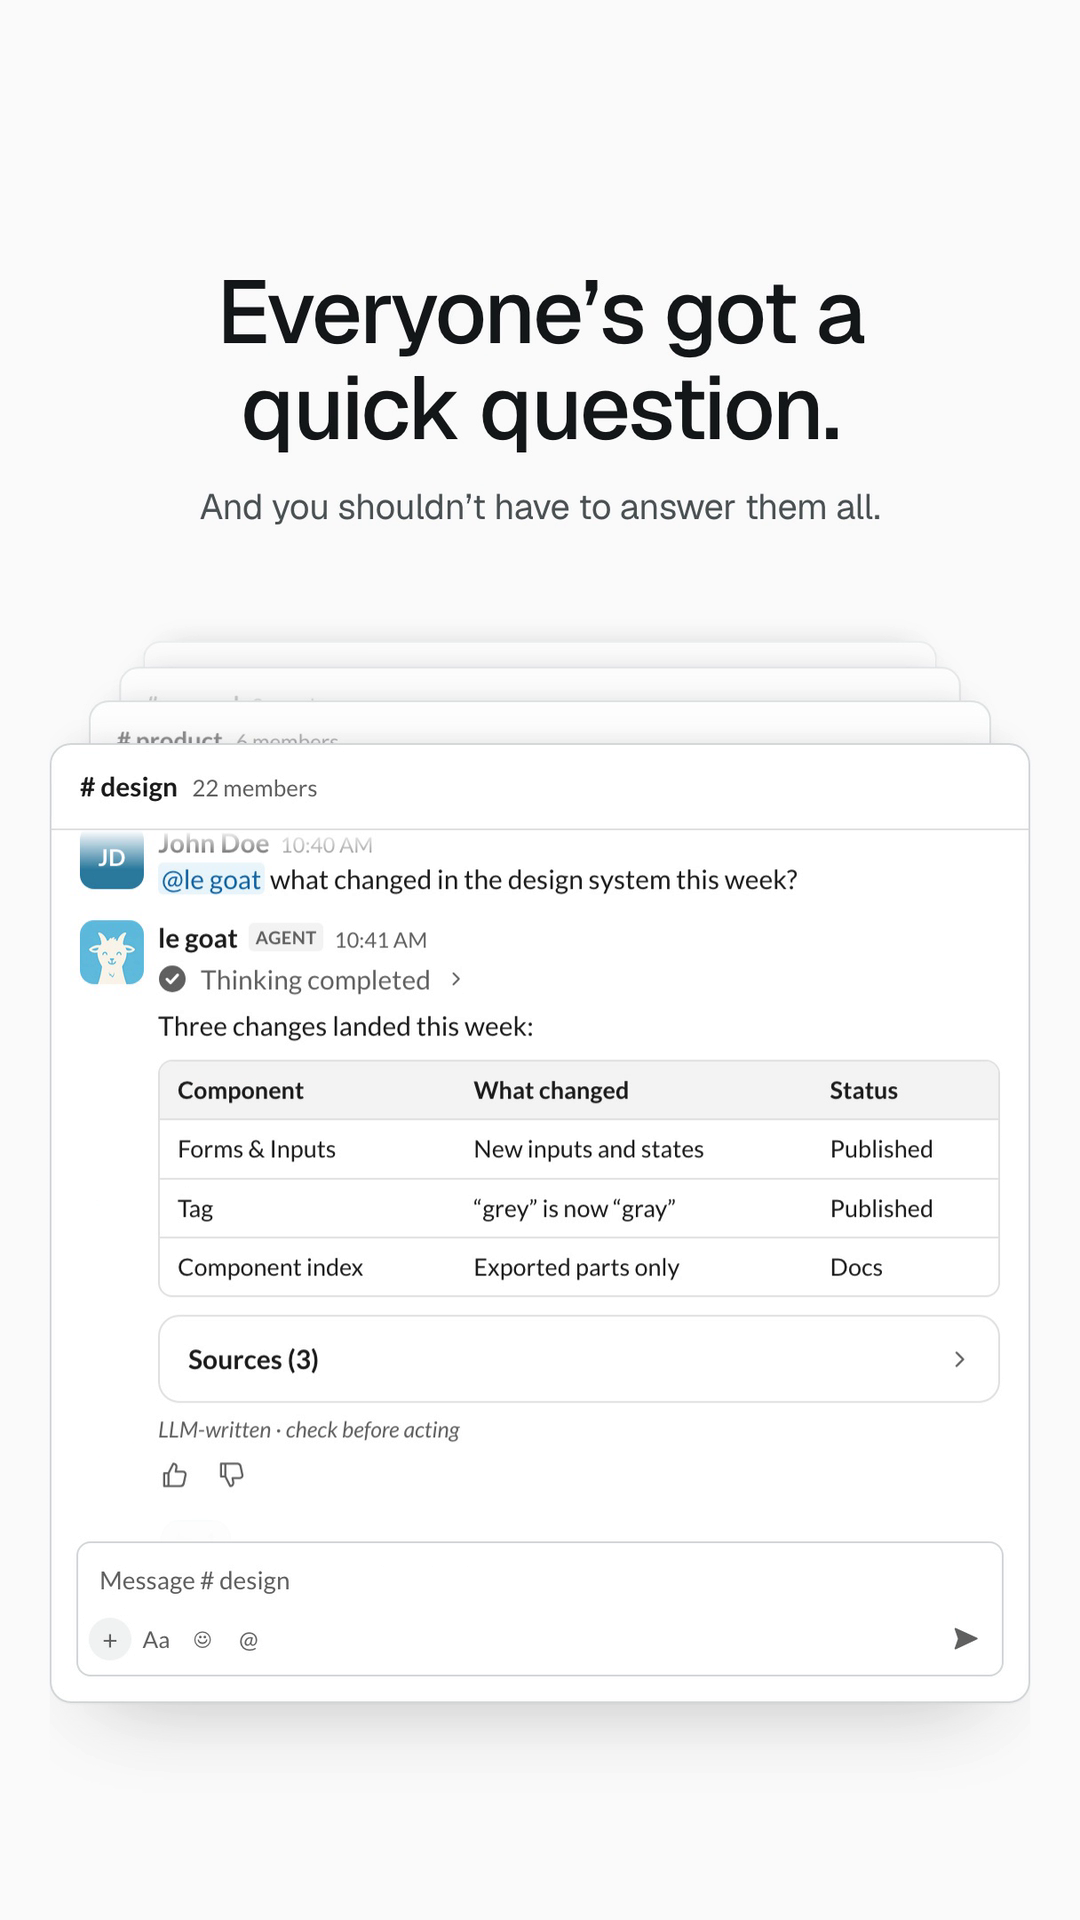 Everyone’s got a
quick question.
And you shouldn’t have to answer them all.
# product 6 members
# design 22 members
JD
John Doe 10:40 AM
@le goat what changed in the design system this week?
le goat AGENT 10:41 AM
Thinking completed
Three changes landed this week:
Component What changed Status
Forms & Inputs New inputs and states Published
Tag “grey” is now “gray” Published
Component index Exported parts only Docs
Sources (3)
LLM-written · check before acting
Message # design
+ Aa @